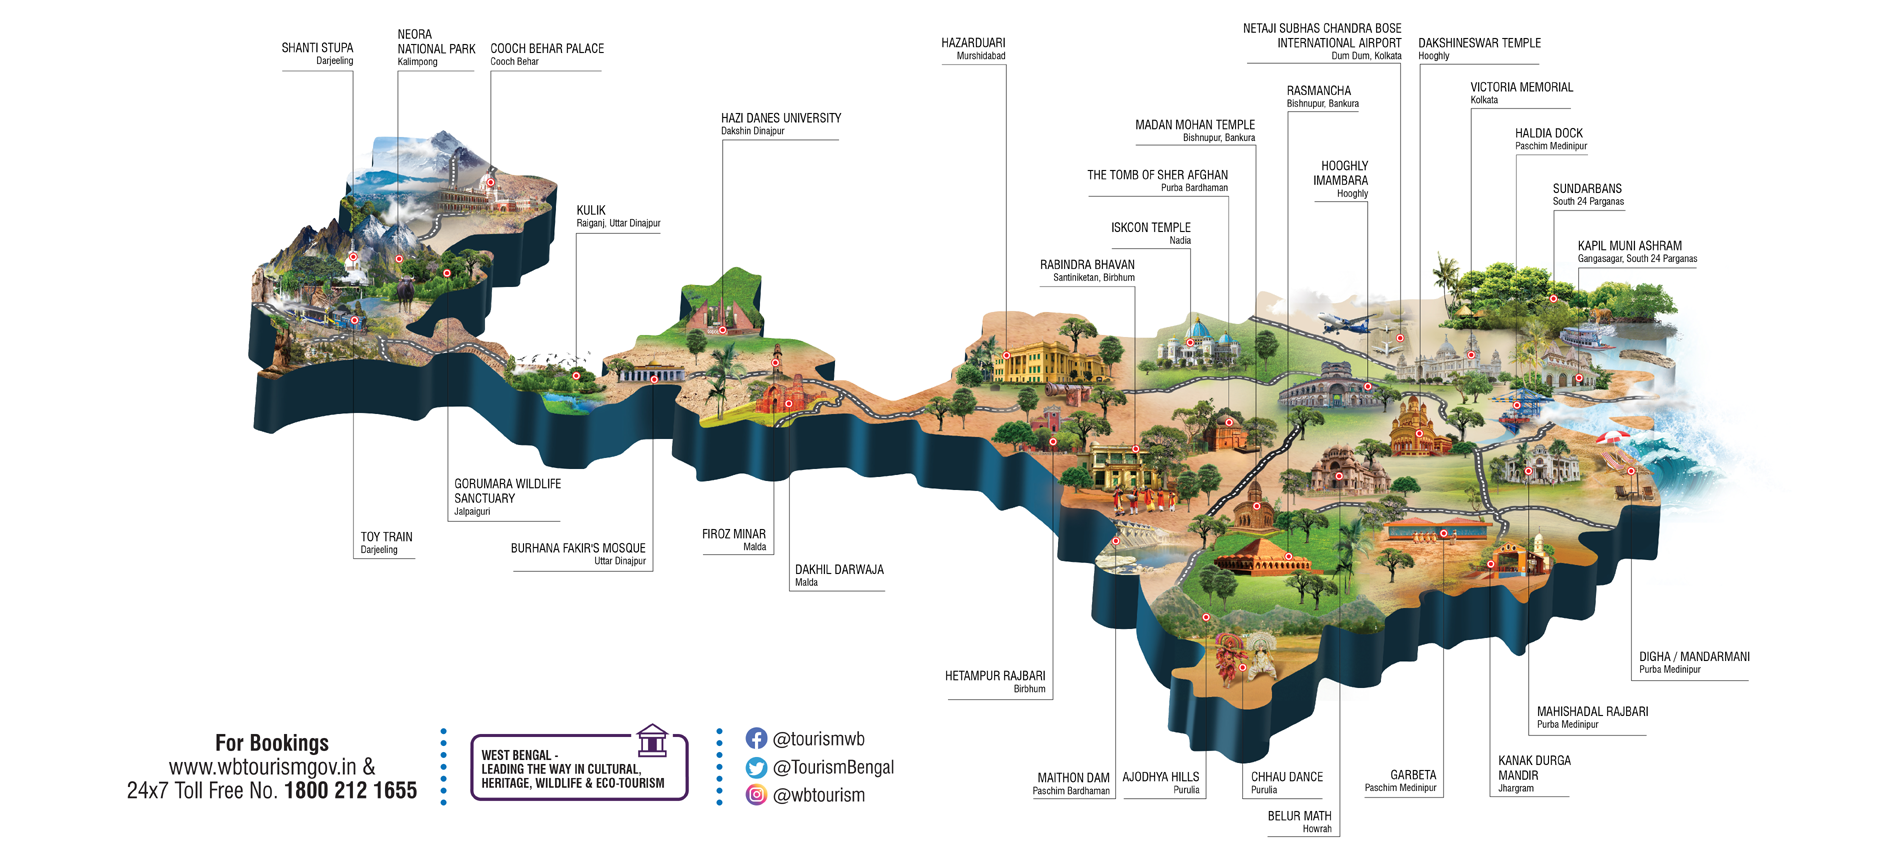 SHANTI STUPA
Darjeeling
NEORA
NATIONAL PARK
Kalimpong
COOCH BEHAR PALACE
Cooch Behar
KULIK
Raiganj, Uttar Dinajpur
HAZI DANES UNIVERSITY
Dakshin Dinajpur
HAZARDUARI
Murshidabad
NETAJI SUBHAS CHANDRA BOSE
INTERNATIONAL AIRPORT
Dum Dum, Kolkata
DAKSHINESWAR TEMPLE
Hooghly
RASMANCHA
Bishnupur, Bankura
VICTORIA MEMORIAL
Kolkata
MADAN MOHAN TEMPLE
Bishnupur, Bankura
HALDIA DOCK
Paschim Medinipur
THE TOMB OF SHER AFGHAN
Purba Bardhaman
HOOGHLY
IMAMBARA
Hooghly
SUNDARBANS
South 24 Parganas
ISKCON TEMPLE
Nadia
KAPIL MUNI ASHRAM
Gangasagar, South 24 Parganas
RABINDRA BHAVAN
Santiniketan, Birbhum
GORUMARA WILDLIFE
SANCTUARY
Jalpaiguri
TOY TRAIN
Darjeeling
BURHANA FAKIR'S MOSQUE
Uttar Dinajpur
FIROZ MINAR
Malda
DAKHIL DARWAJA
Malda
HETAMPUR RAJBARI
Birbhum
DIGHA / MANDARMANI
Purba Medinipur
MAHISHADAL RAJBARI
Purba Medinipur
KANAK DURGA
MANDIR
Jhargram
MAITHON DAM
Paschim Bardhaman
AJODHYA HILLS
Purulia
CHHAU DANCE
Purulia
GARBETA
Paschim Medinipur
BELUR MATH
Howrah
For Bookings
www.wbtourismgov.in &
24x7 Toll Free No. 1800 212 1655
WEST BENGAL -
LEADING THE WAY IN CULTURAL,
HERITAGE, WILDLIFE & ECO-TOURISM
@tourismwb
@TourismBengal
@wbtourism